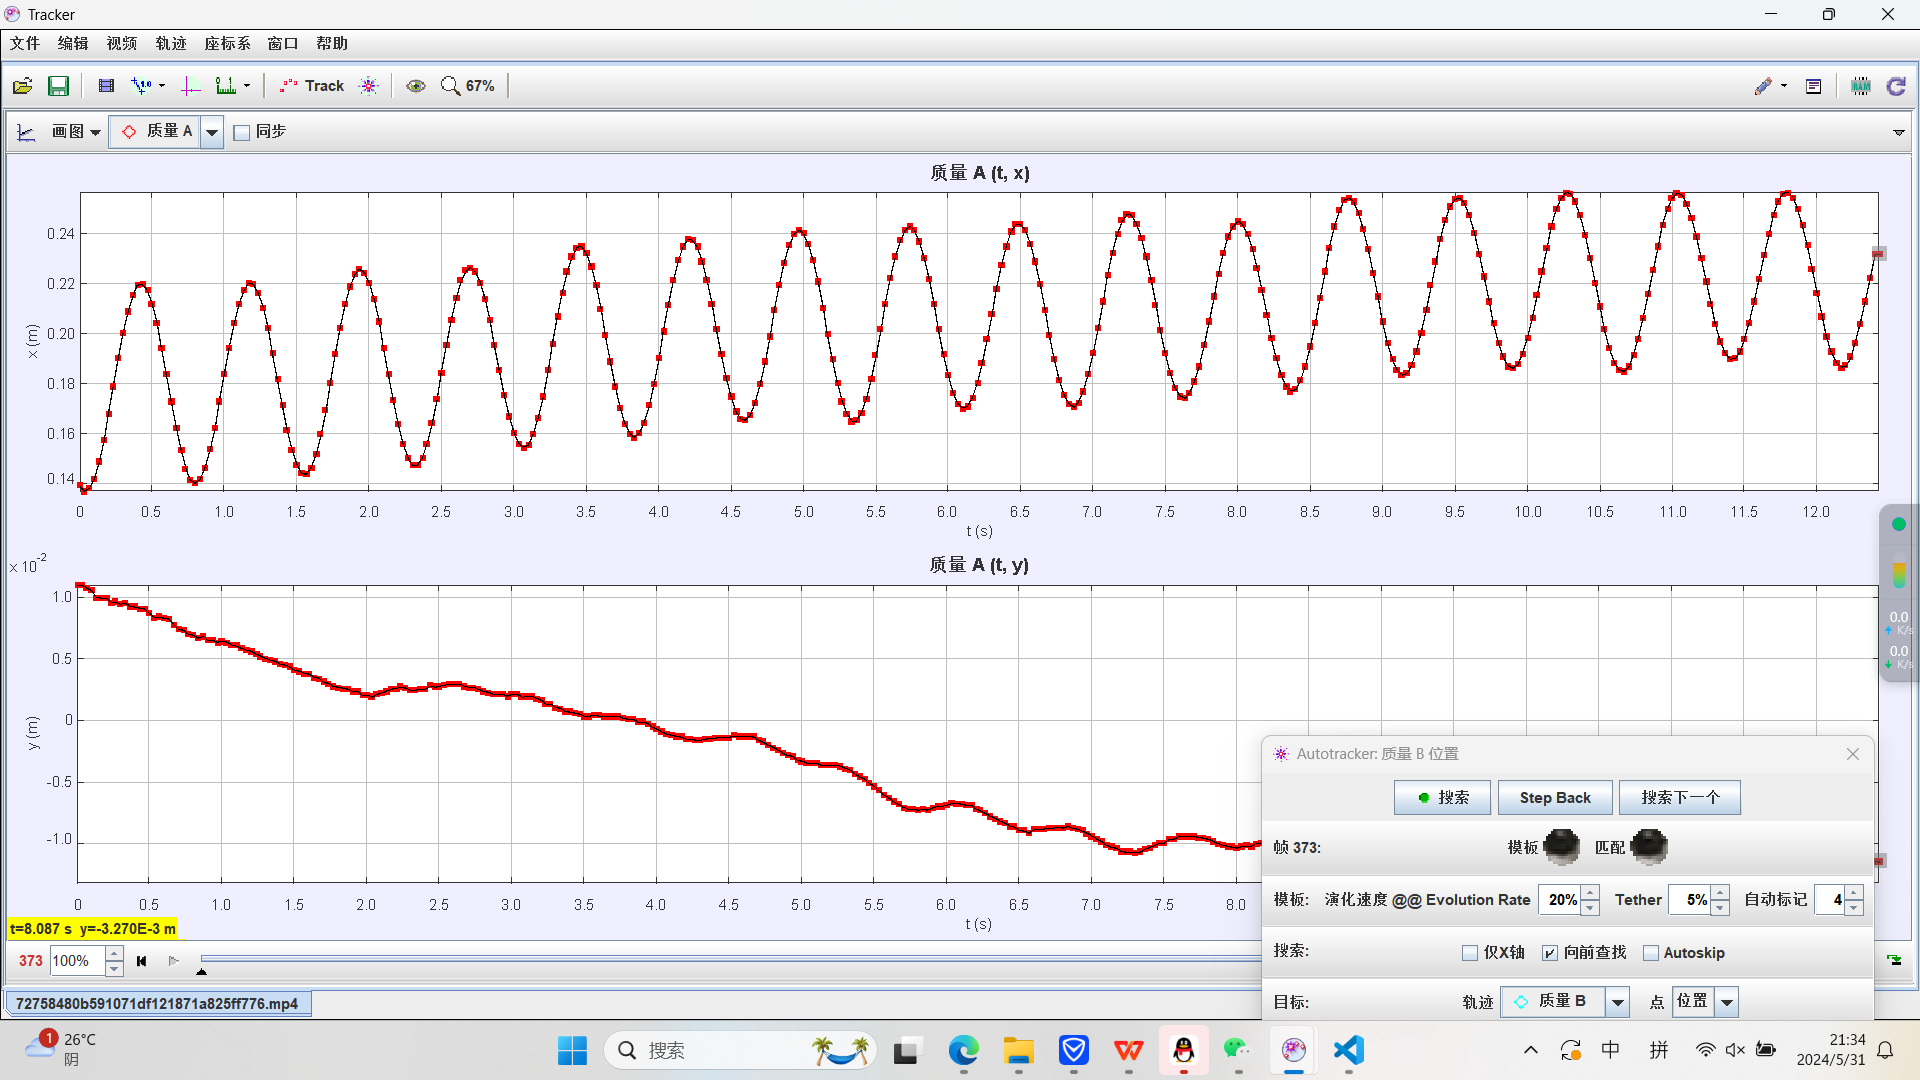 Tracker
文件 编辑 视频 轨迹 座标系 窗口 帮助
Track 67%
画图 质量 A 同步
质量 A (t, x)
x (m)
0.24
0.22
0.20
0.18
0.16
0.14
0 0.5 1.0 1.5 2.0 2.5 3.0 3.5 4.0 4.5 5.0 5.5 6.0 6.5 7.0 7.5 8.0 8.5 9.0 9.5 10.0 10.5 11.0 11.5 12.0
t (s)
质量 A (t, y)
x 10-2
y (m)
1.0
0.5
0
-0.5
-1.0
0 0.5 1.0 1.5 2.0 2.5 3.0 3.5 4.0 4.5 5.0 5.5 6.0 6.5 7.0 7.5 8.0
t (s)
0.0
K/s
0.0
K/s
t=8.087 s y=-3.270E-3 m
373 100%
72758480b591071df121871a825ff776.mp4
Autotracker: 质量 B 位置
搜索 Step Back 搜索下一个
帧 373: 模板 匹配
模板: 演化速度 @@ Evolution Rate 20% Tether 5% 自动标记 4
搜索: 仅X轴 向前查找 Autoskip
目标: 轨迹 质量 B 点 位置
1
26°C
阴
搜索
中 拼
21:34
2024/5/31